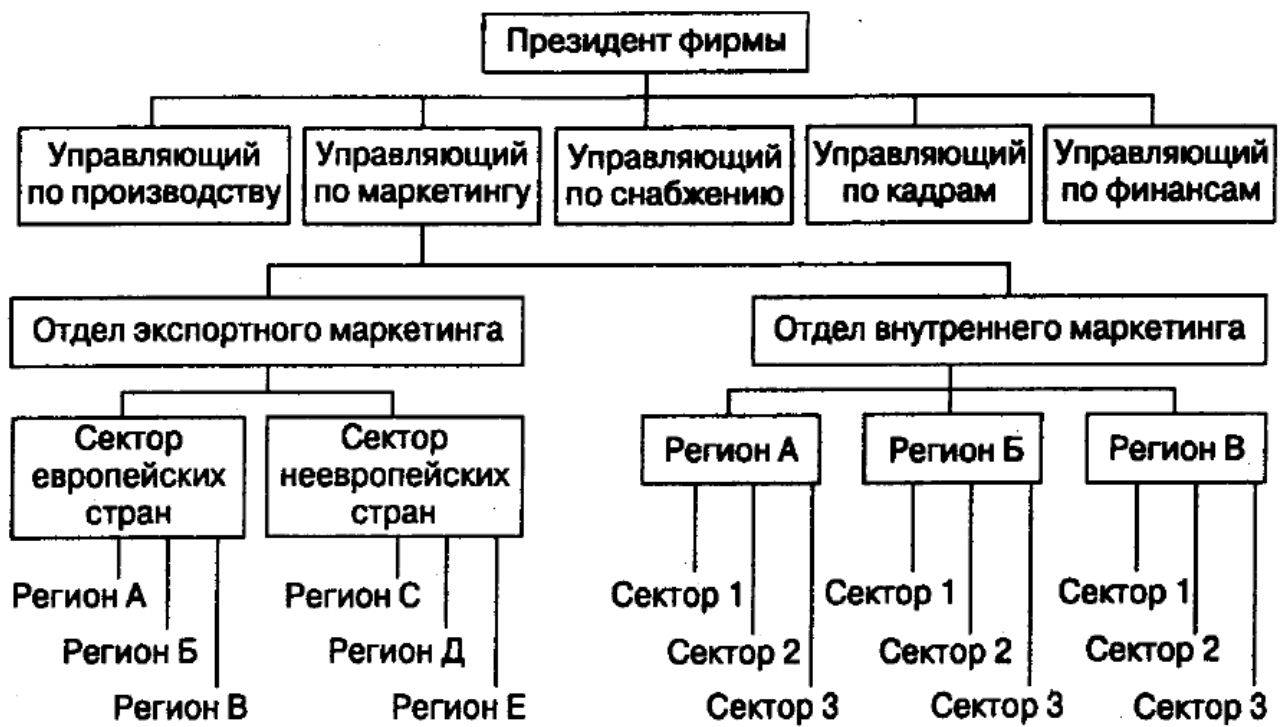 Президент фирмы
Управляющий
по производству
Управляющий
по маркетингу
Управляющий
по снабжению
Управляющий
по кадрам
Управляющий
по финансам
Отдел экспортного маркетинга
Отдел внутреннего маркетинга
Сектор
европейских
стран
Сектор
неевропейских
стран
Регион А
Регион Б
Регион В
Регион А
Регион Б
Регион В
Регион С
Регион Д
Регион Е
Сектор 1
Сектор 2
Сектор 3
Сектор 1
Сектор 2
Сектор 3
Сектор 1
Сектор 2
Сектор 3